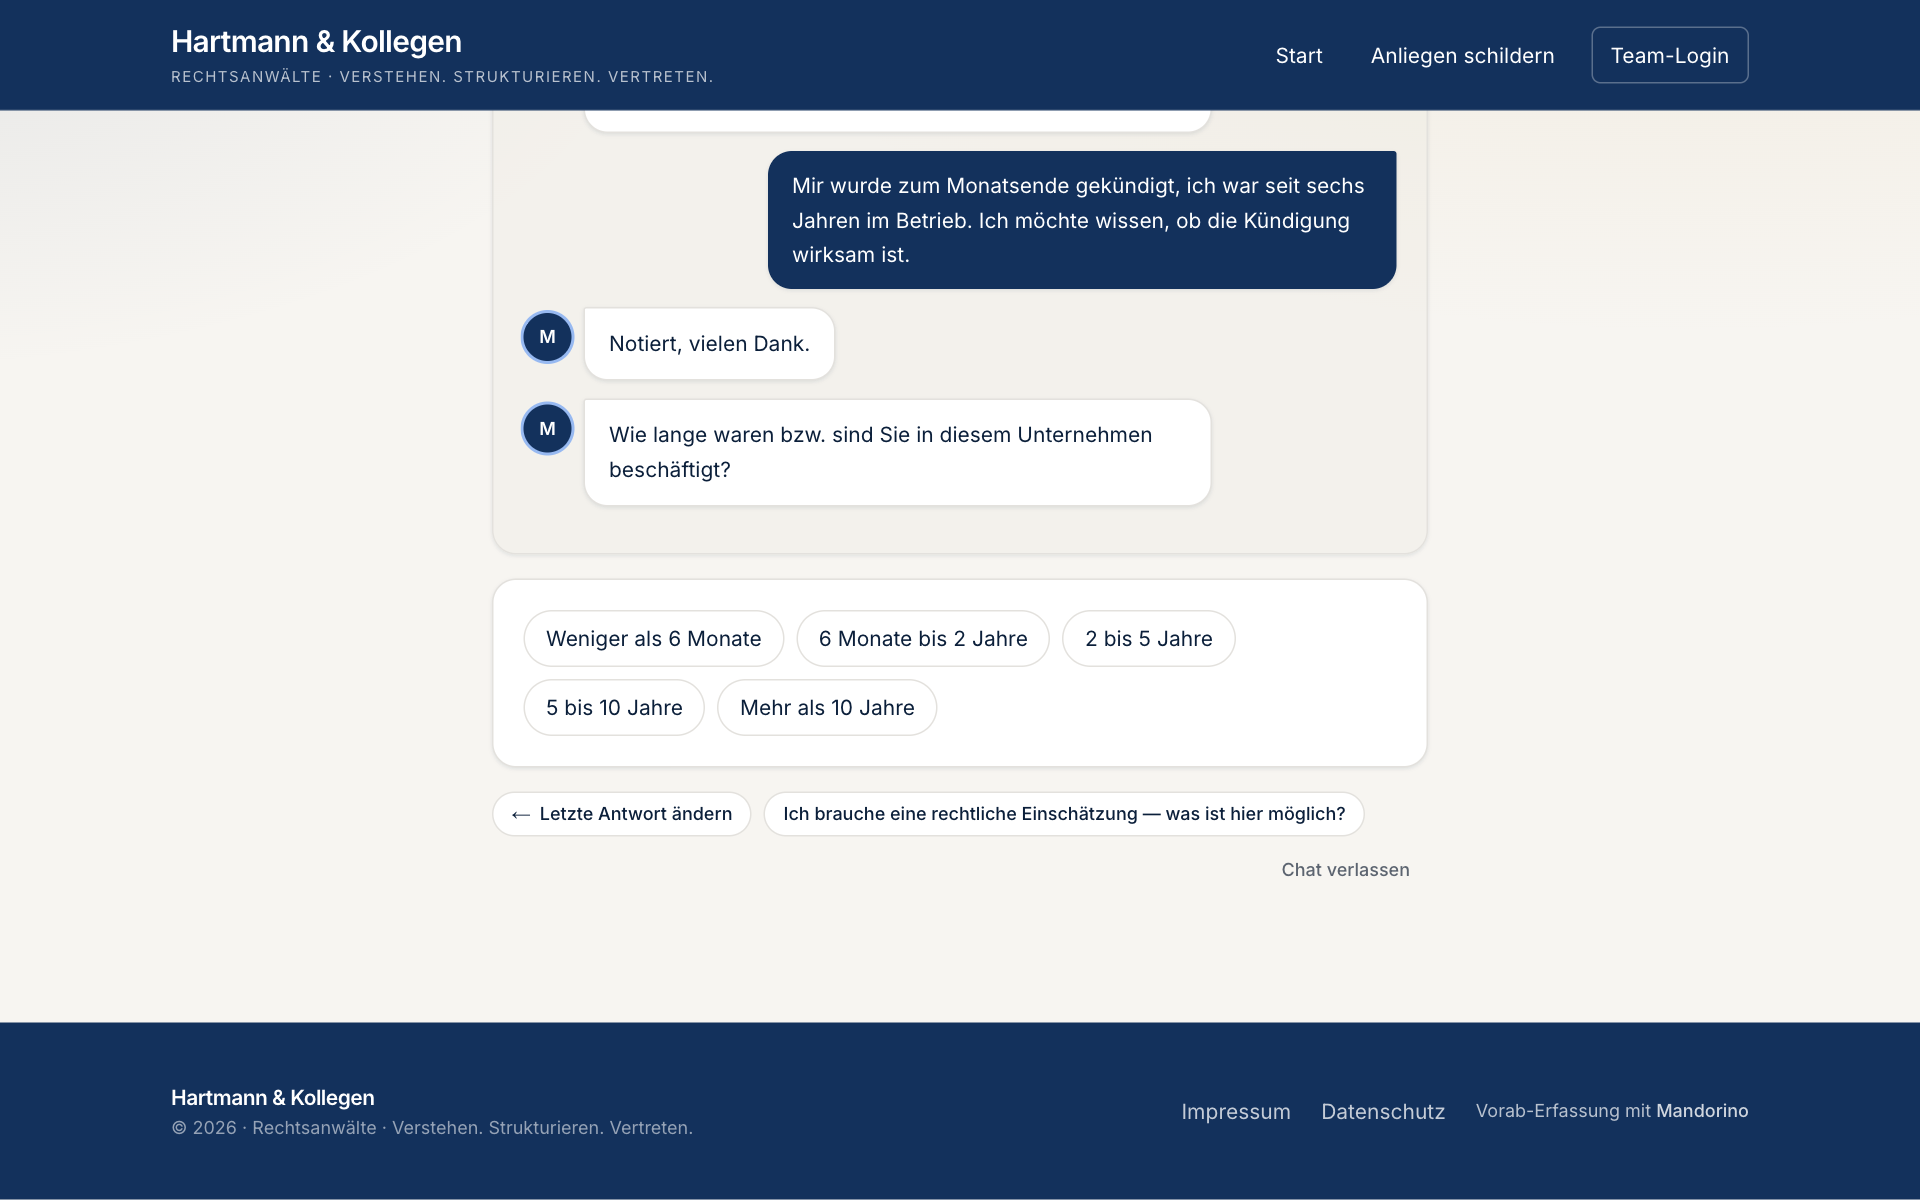 Hartmann & Kollegen
RECHTSANWÄLTE · VERSTEHEN. STRUKTURIEREN. VERTRETEN.
Start
Anliegen schildern
Team-Login
Mir wurde zum Monatsende gekündigt, ich war seit sechs
Jahren im Betrieb. Ich möchte wissen, ob die Kündigung
wirksam ist.
M
Notiert, vielen Dank.
M
Wie lange waren bzw. sind Sie in diesem Unternehmen
beschäftigt?
Weniger als 6 Monate
6 Monate bis 2 Jahre
2 bis 5 Jahre
5 bis 10 Jahre
Mehr als 10 Jahre
← Letzte Antwort ändern
Ich brauche eine rechtliche Einschätzung — was ist hier möglich?
Chat verlassen
Hartmann & Kollegen
© 2026 · Rechtsanwälte · Verstehen. Strukturieren. Vertreten.
Impressum
Datenschutz
Vorab-Erfassung mit Mandorino